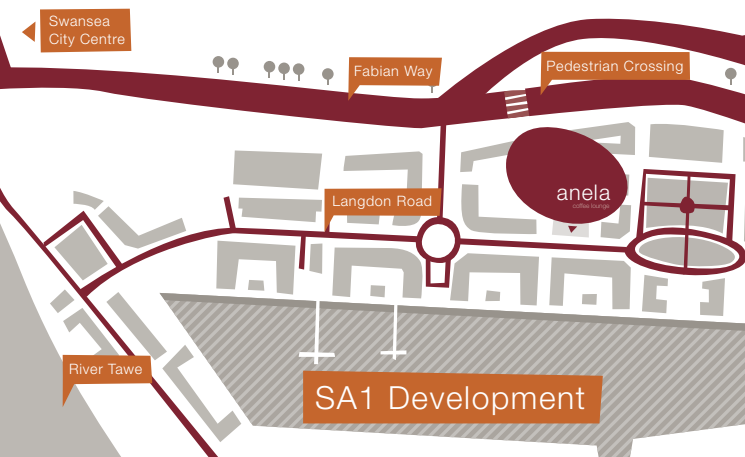 Swansea
City Centre
Fabian Way
Pedestrian Crossing
anela
coffee lounge
Langdon Road
River Tawe
SA1 Development